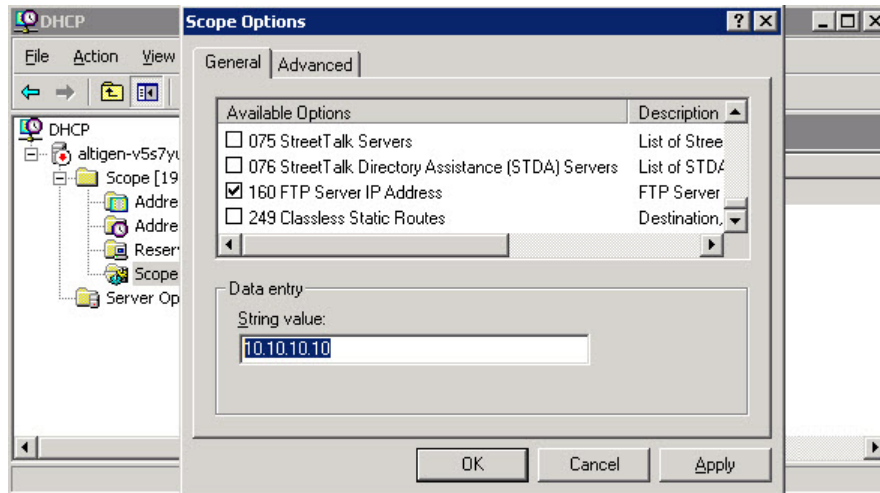 DHCP
File Action View
DHCP
altigen-v5s7yu
Scope [19
Addre
Addre
Reser
Scope
Server Op
Scope Options
General
Advanced
Available Options
Description
075 StreetTalk Servers
List of Stree
076 StreetTalk Directory Assistance (STDA) Servers
List of STDA
160 FTP Server IP Address
FTP Server
249 Classless Static Routes
Destination,
Data entry
String value:
10.10.10.10
OK
Cancel
Apply